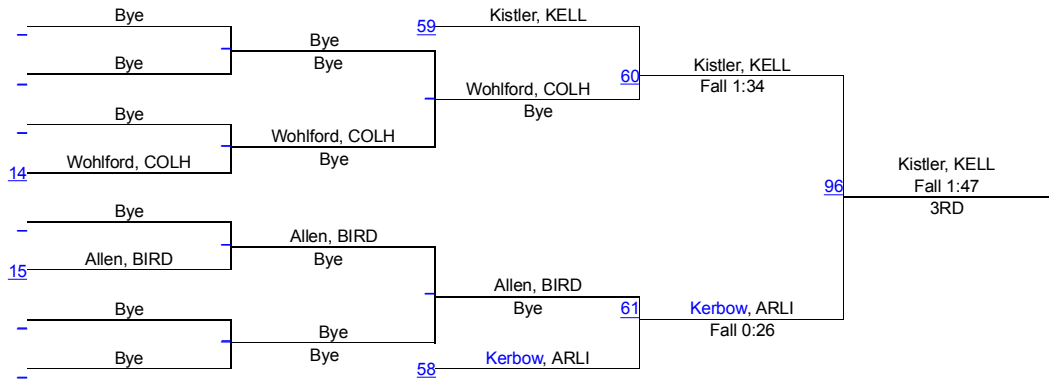 Bye
59
Kistler, KELL
Bye
Bye
Bye
60
Kistler, KELL
Fall 1:34
Wohlford, COLH
Bye
Bye
Wohlford, COLH
Bye
14
Wohlford, COLH
96
Kistler, KELL
Fall 1:47
3RD
Bye
Allen, BIRD
Bye
15
Allen, BIRD
Allen, BIRD
Bye
61
Kerbow, ARLI
Fall 0:26
Bye
Bye
Bye
Bye
58
Kerbow, ARLI